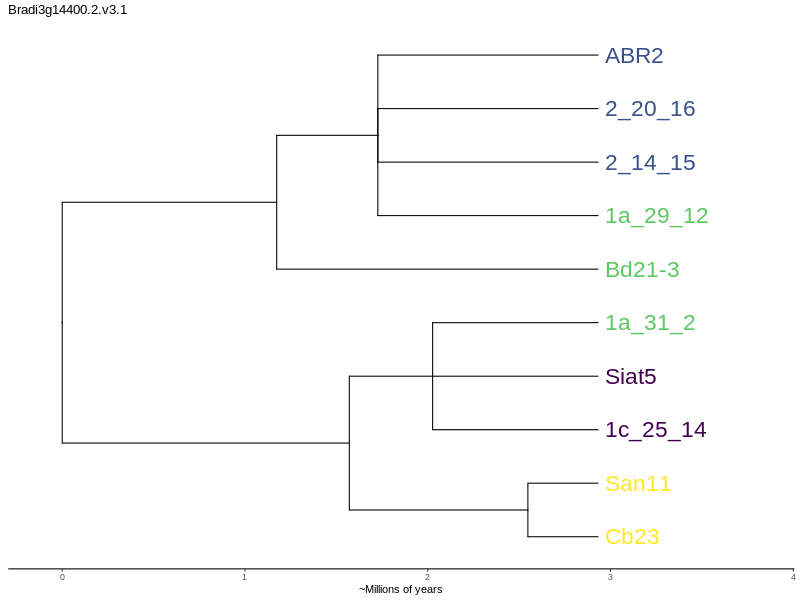 Bradi3g14400.2.v3.1
ABR2
2_20_16
2_14_15
1a_29_12
Bd21-3
1a_31_2
Siat5
1c_25_14
San11
Cb23
0 1 2 3 4
~Millions of years